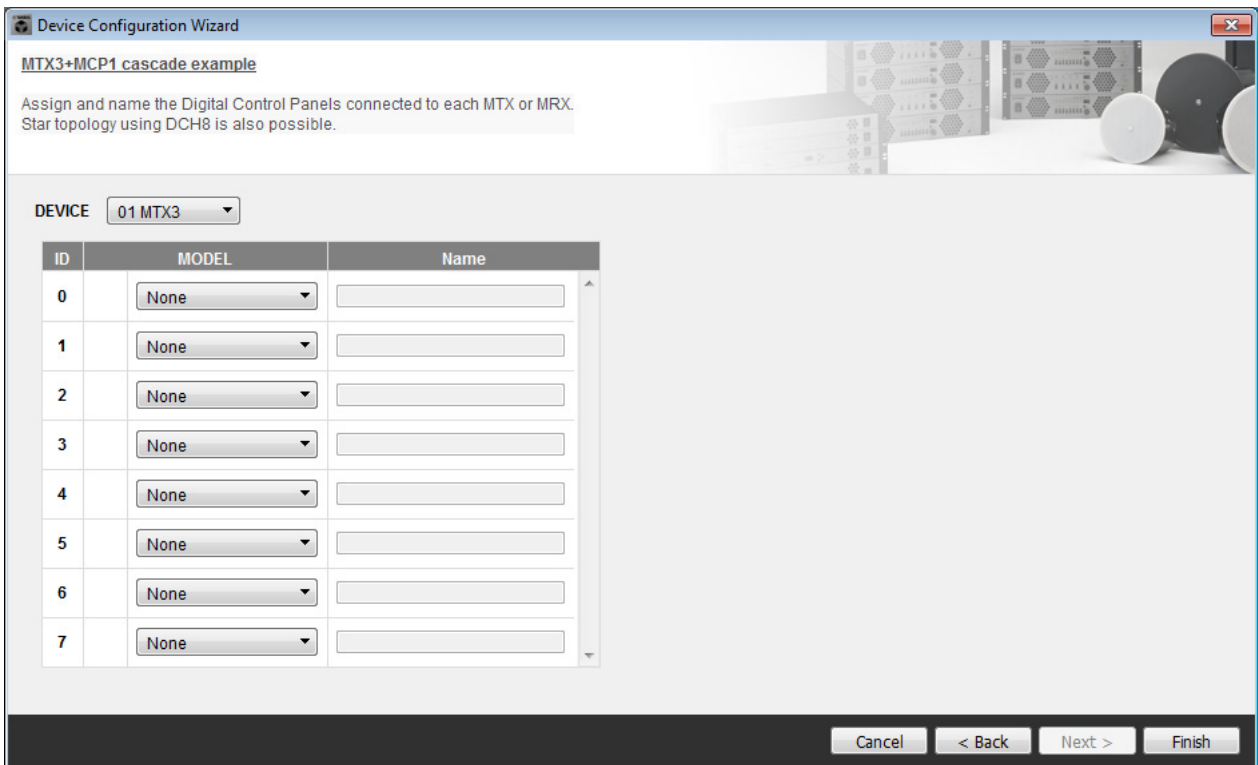 Device Configuration Wizard
MTX3+MCP1 cascade example
Assign and name the Digital Control Panels connected to each MTX or MRX.
Star topology using DCH8 is also possible.
DEVICE 01 MTX3
ID MODEL Name
0 None
1 None
2 None
3 None
4 None
5 None
6 None
7 None
Cancel < Back Next > Finish